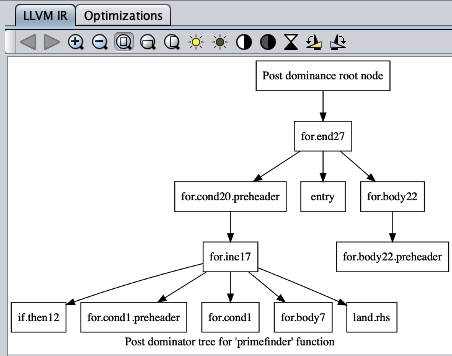 LLVM IR
Optimizations
Post dominance root node
for.end27
for.cond20.preheader
entry
for.body22
for.inc17
for.body22.preheader
if.then12
for.cond1.preheader
for.cond1
for.body7
land.rhs
Post dominator tree for 'primefinder' function